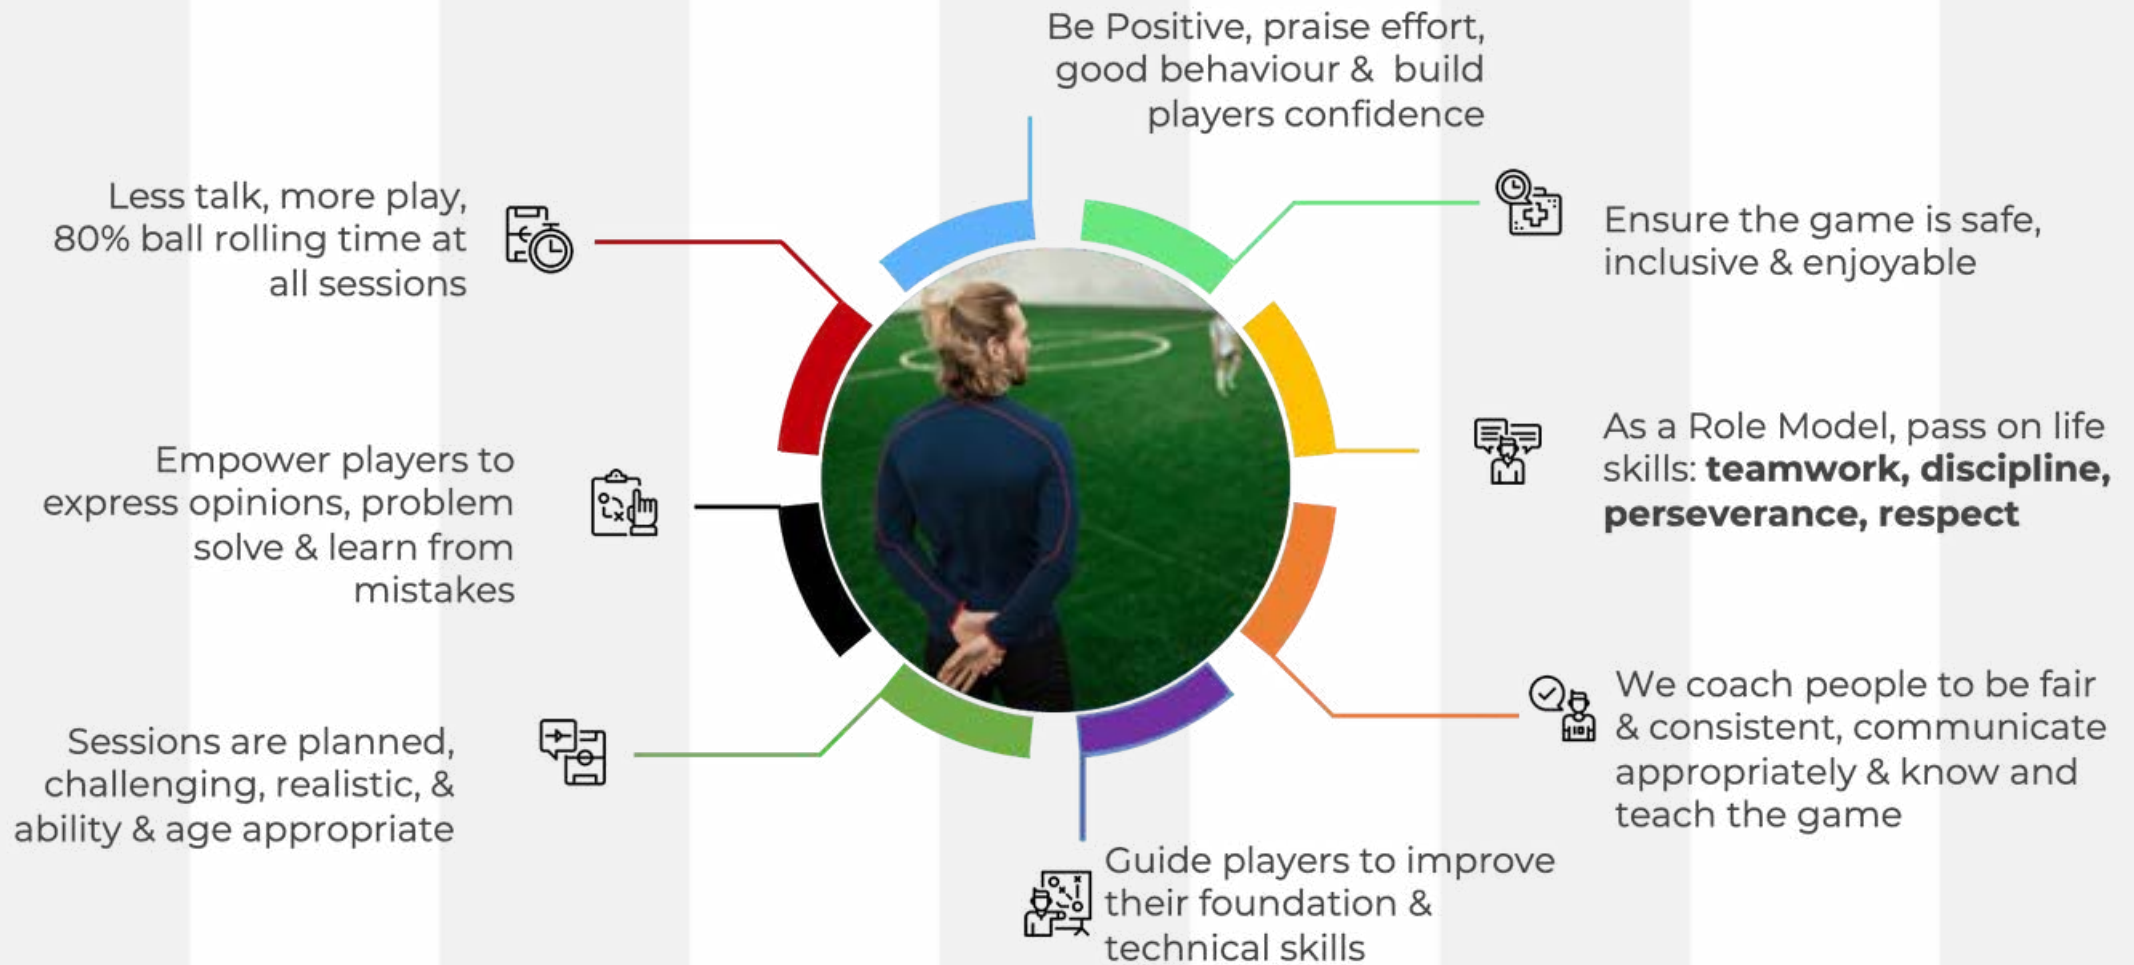 Be Positive, praise effort,
good behaviour & build
players confidence
Less talk, more play,
80% ball rolling time at
all sessions
Ensure the game is safe,
inclusive & enjoyable
Empower players to
express opinions, problem
solve & learn from
mistakes
As a Role Model, pass on life
skills: teamwork, discipline,
perseverance, respect
Sessions are planned,
challenging, realistic, &
ability & age appropriate
We coach people to be fair
& consistent, communicate
appropriately & know and
teach the game
Guide players to improve
their foundation &
technical skills